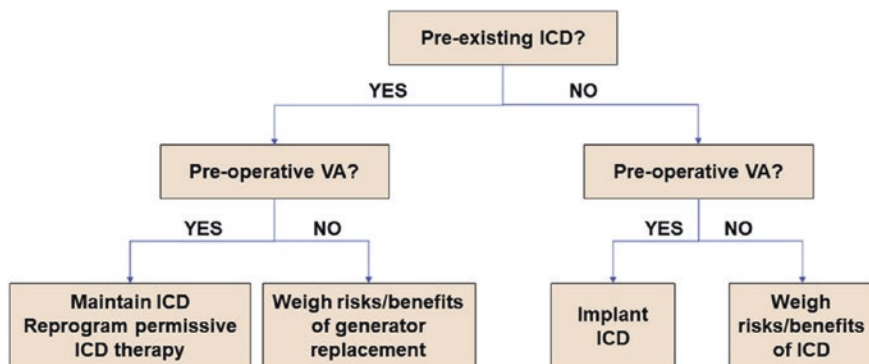 Pre-existing ICD?
YES
NO
Pre-operative VA?
Pre-operative VA?
YES
NO
YES
NO
Maintain ICD
Reprogram permissive
ICD therapy
Weigh risks/benefits
of generator
replacement
Implant
ICD
Weigh
risks/benefits
of ICD